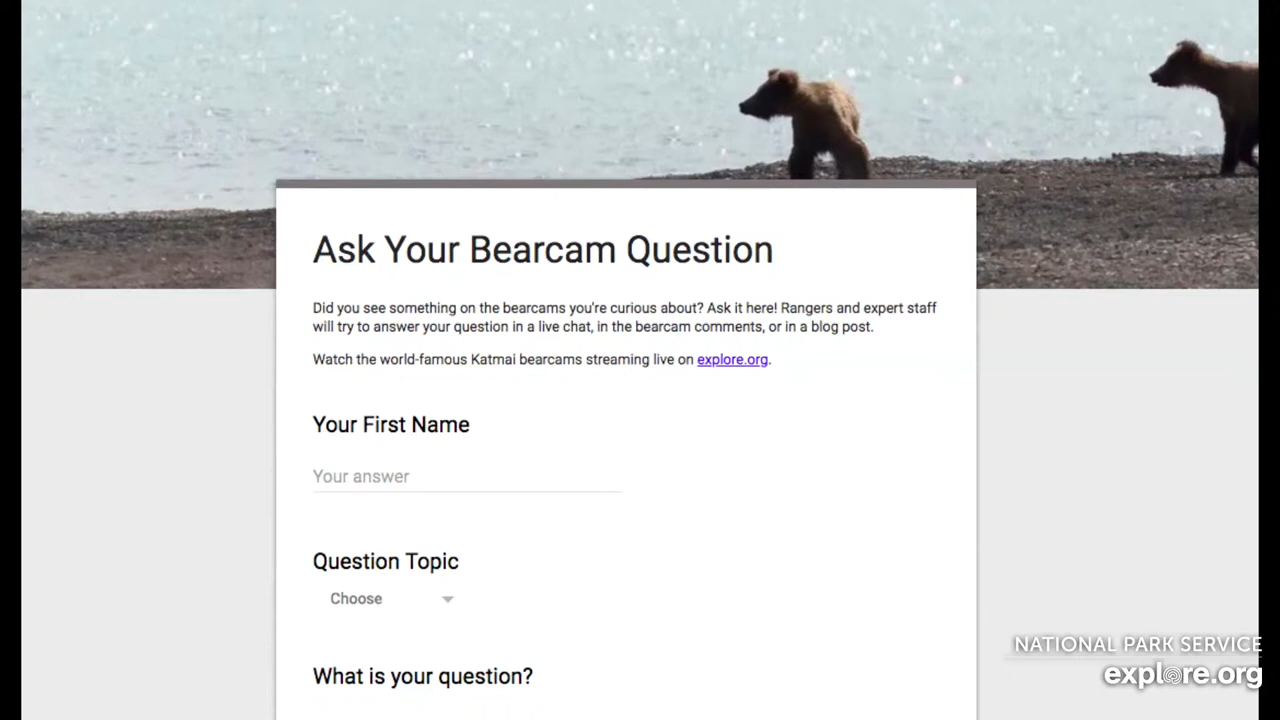 Ask Your Bearcam Question
Did you see something on the bearcams you're curious about? Ask it here! Rangers and expert staff
will try to answer your question in a live chat, in the bearcam comments, or in a blog post.
Watch the world-famous Katmai bearcams streaming live on explore.org.
Your First Name
Your answer
Question Topic
Choose
What is your question?
NATIONAL PARK SERVICE
explore.org